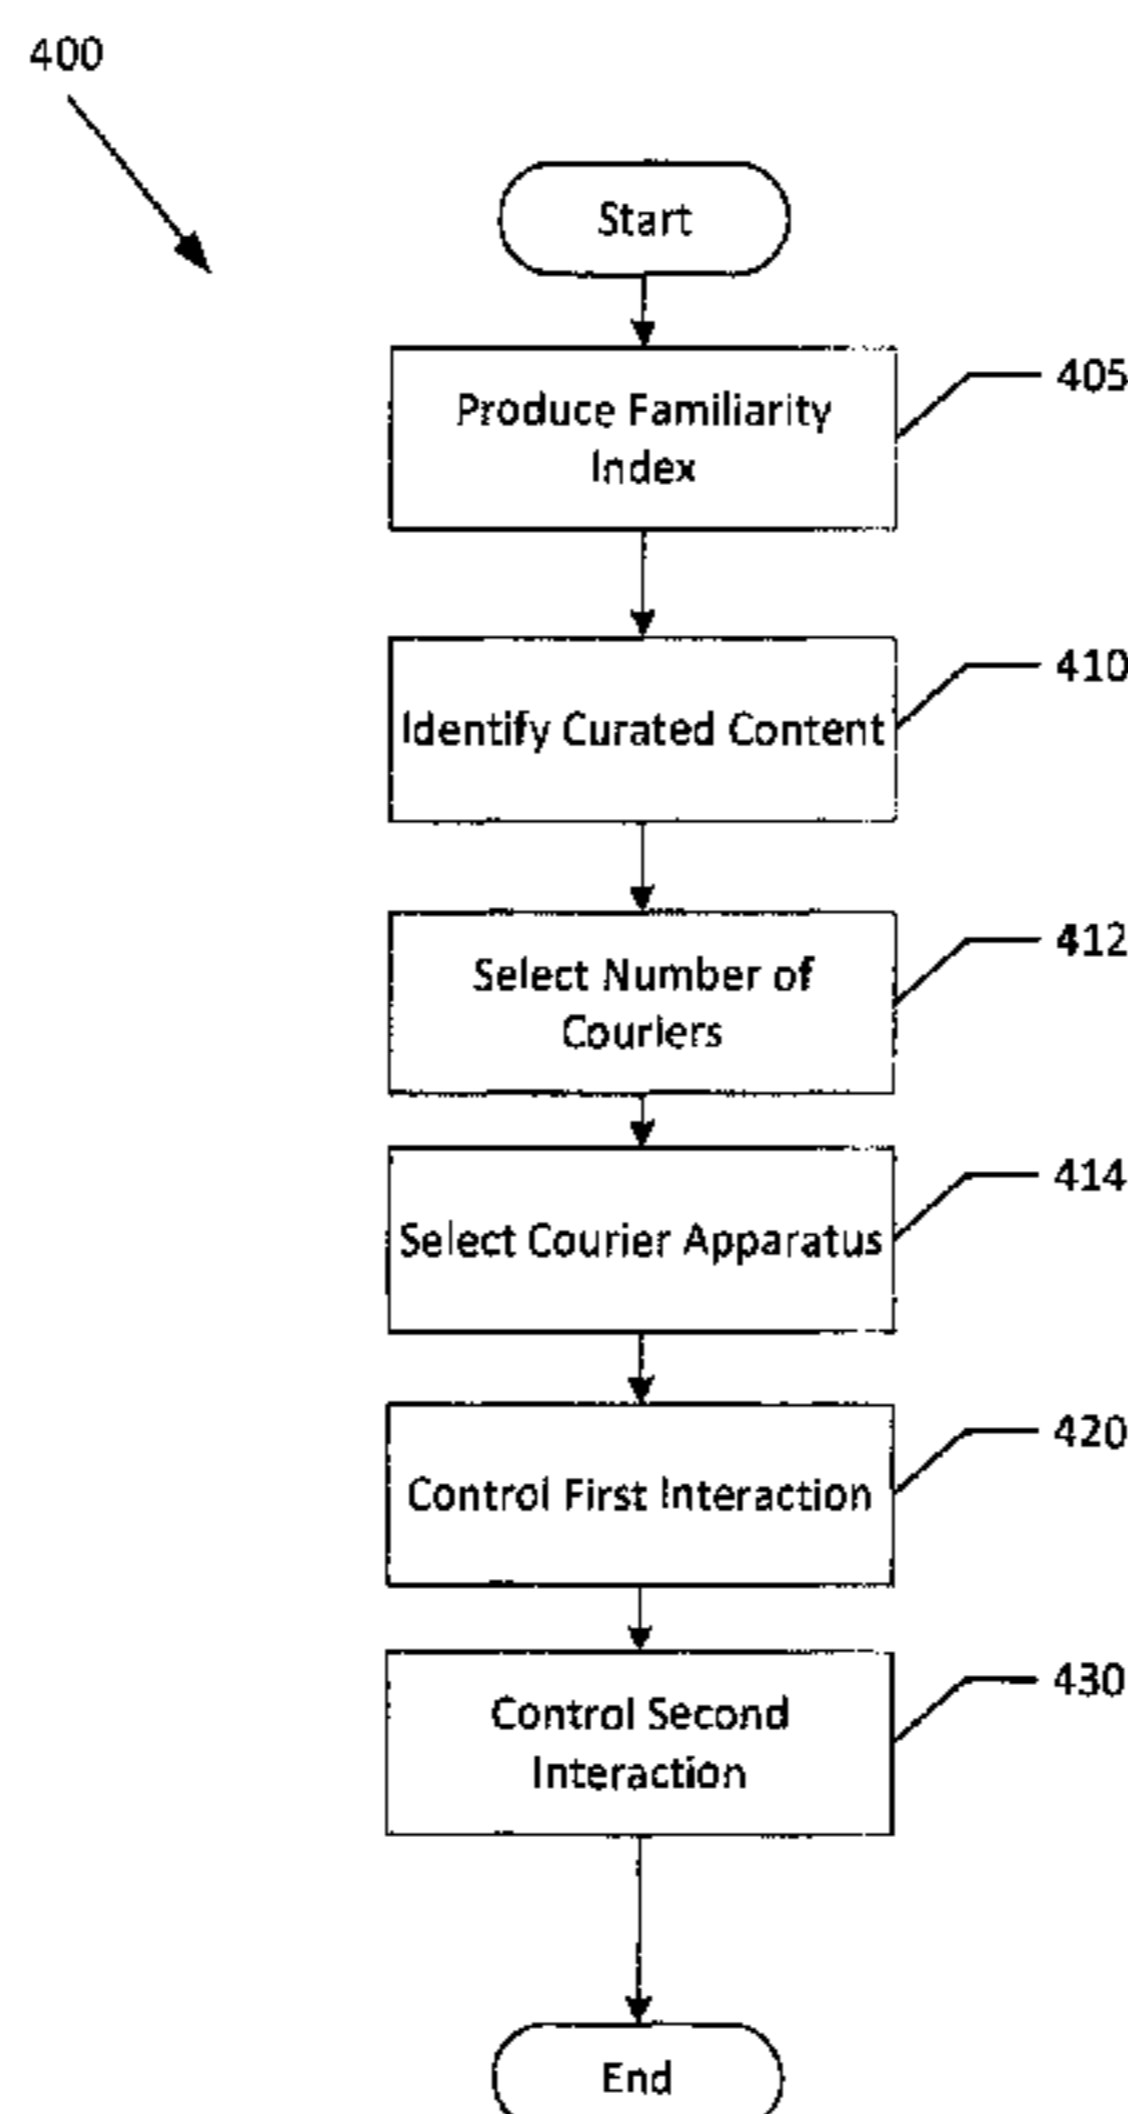 400
Start
Produce Familiarity
Index
405
Identify Curated Content
410
Select Number of
Couriers
412
Select Courier Apparatus
414
Control First Interaction
420
Control Second
Interaction
430
End